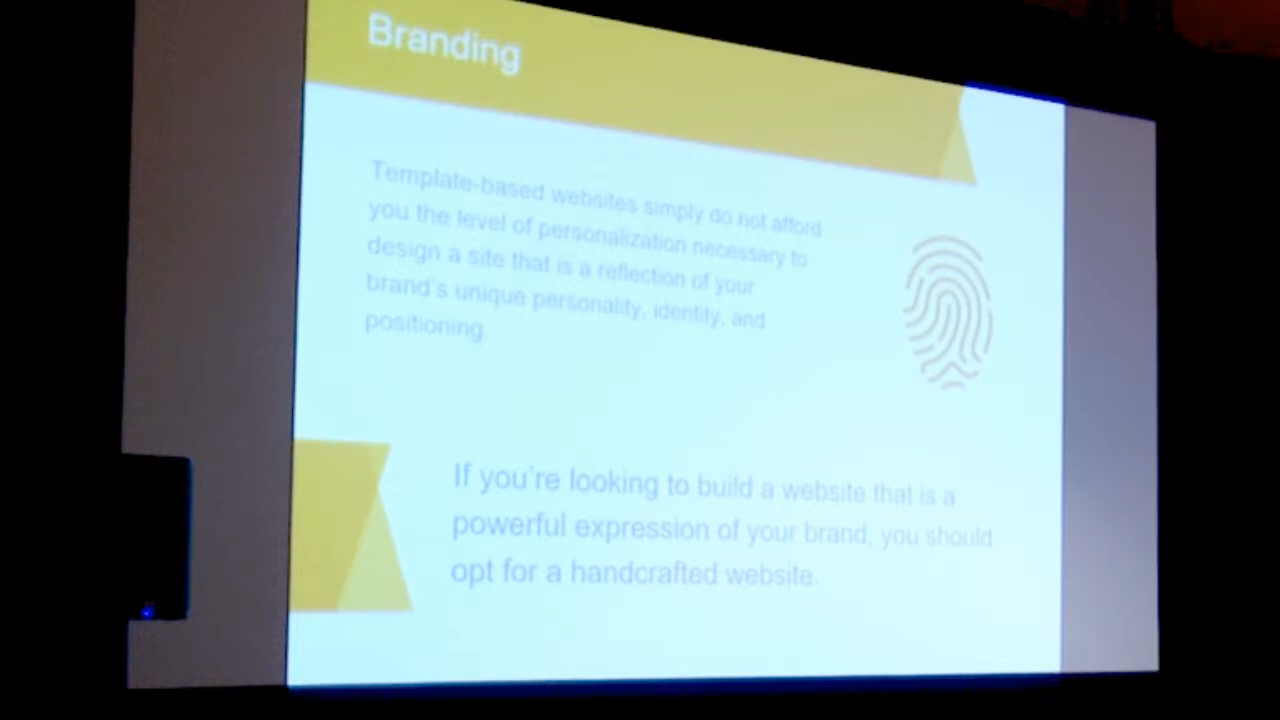 Branding
Template-based websites simply do not afford
you the level of personalization necessary to
design a site that is a reflection of your
brand's unique personality, identity, and
positioning.
If you're looking to build a website that is a
powerful expression of your brand, you should
opt for a handcrafted website.